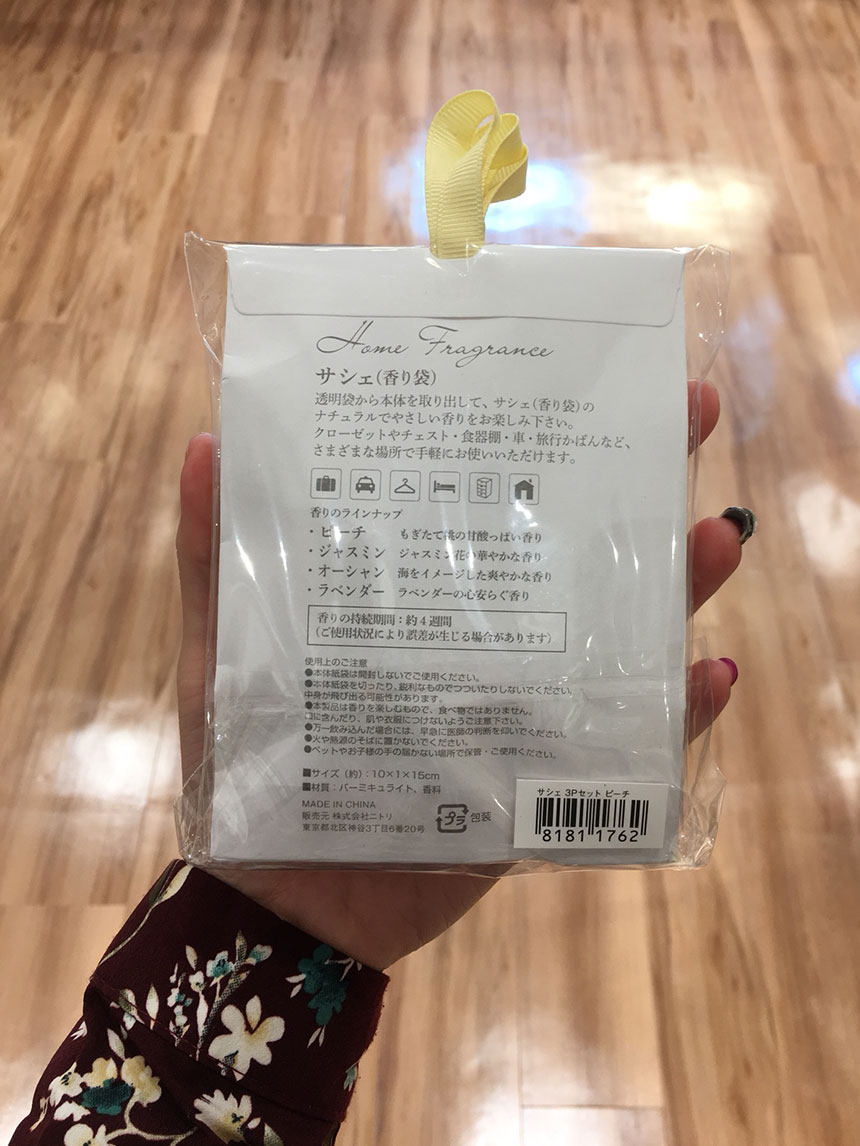 Home Fragrance
サシェ(香り袋)
透明袋から本体を取り出して、サシェ(香り袋)の
ナチュラルでやさしい香りをお楽しみ下さい。
クローゼットやチェスト・食器棚・車・旅行かばんなど、
さまざまな場所で手軽にお使いいただけます。
香りのラインナップ
・ピーチ もぎたて桃の甘酸っぱい香り
・ジャスミン ジャスミン花の華やかな香り
・オーシャン 海をイメージした爽やかな香り
・ラベンダー ラベンダーの心安らぐ香り
香りの持続期間：約4週間
(ご使用状況により誤差が生じる場合があります)
使用上のご注意
●本体紙袋は開封しないでご使用ください。
●本体紙袋を切ったり、鋭利なものでつついたりしないでください。
中身が飛び出る可能性があります。
●本製品は香りを楽しむもので、食べ物ではありません。
口に含んだり、肌や衣服につけないようご注意下さい。
●万一飲み込んだ場合には、早急に医師の判断を仰いでください。
●火や熱源のそばに置かないでください。
●ペットやお子様の手の届かない場所で保管・ご使用ください。
■サイズ（約）：10×1×15cm
■材質：バーミキュライト、香料
MADE IN CHINA
販売元 株式会社ニトリ
東京都北区神谷3丁目6番20号
プラ 包装
サシェ 3Pセット ピーチ
8181 1762